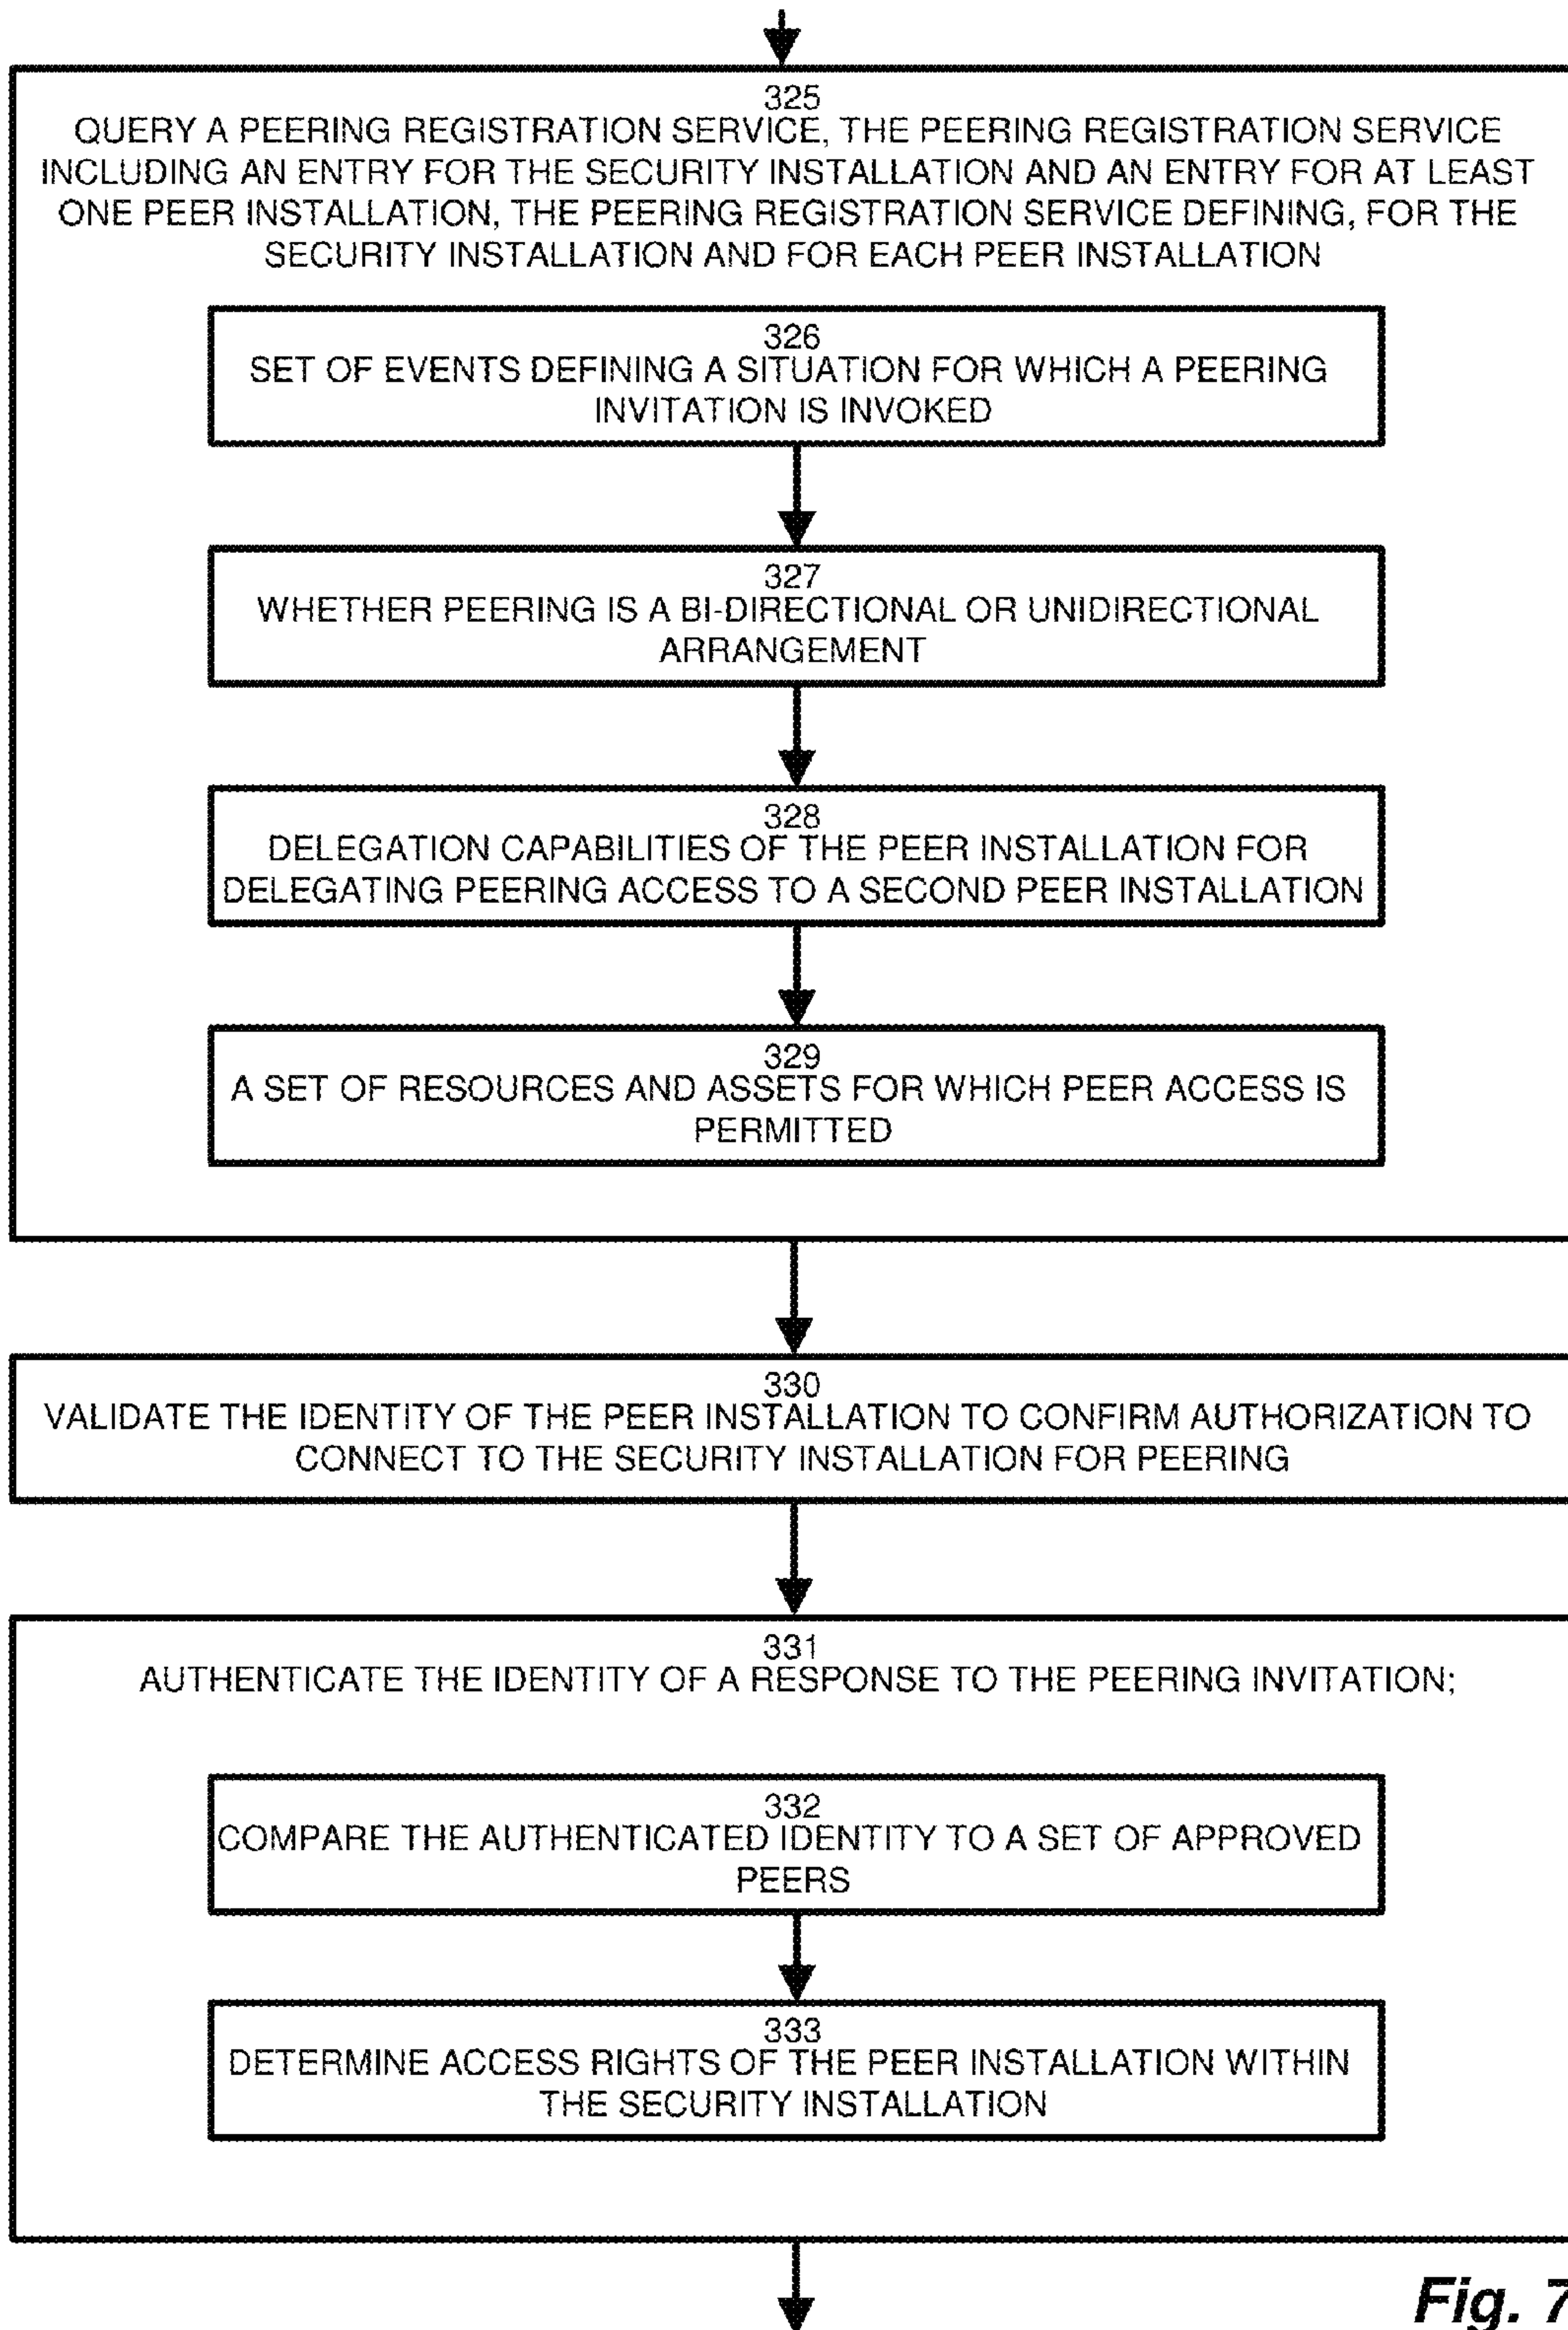 325
QUERY A PEERING REGISTRATION SERVICE, THE PEERING REGISTRATION SERVICE
INCLUDING AN ENTRY FOR THE SECURITY INSTALLATION AND AN ENTRY FOR AT LEAST
ONE PEER INSTALLATION, THE PEERING REGISTRATION SERVICE DEFINING, FOR THE
SECURITY INSTALLATION AND FOR EACH PEER INSTALLATION
326
SET OF EVENTS DEFINING A SITUATION FOR WHICH A PEERING
INVITATION IS INVOKED
327
WHETHER PEERING IS A BI-DIRECTIONAL OR UNIDIRECTIONAL
ARRANGEMENT
328
DELEGATION CAPABILITIES OF THE PEER INSTALLATION FOR
DELEGATING PEERING ACCESS TO A SECOND PEER INSTALLATION
329
A SET OF RESOURCES AND ASSETS FOR WHICH PEER ACCESS IS
PERMITTED
330
VALIDATE THE IDENTITY OF THE PEER INSTALLATION TO CONFIRM AUTHORIZATION TO
CONNECT TO THE SECURITY INSTALLATION FOR PEERING
331
AUTHENTICATE THE IDENTITY OF A RESPONSE TO THE PEERING INVITATION;
332
COMPARE THE AUTHENTICATED IDENTITY TO A SET OF APPROVED
PEERS
333
DETERMINE ACCESS RIGHTS OF THE PEER INSTALLATION WITHIN
THE SECURITY INSTALLATION
Fig. 7